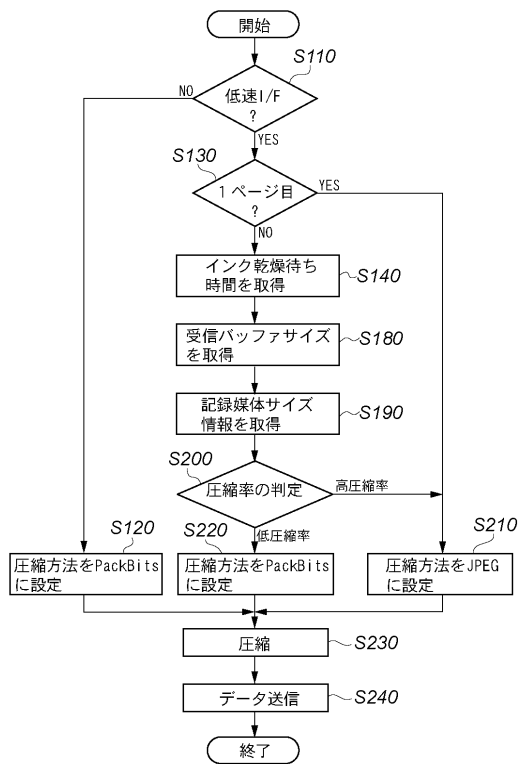 開始
S110
低速I/F
?
NO
YES
S130
1 ページ目
?
YES
NO
インク乾燥待ち
時間を取得
S140
受信バッファサイズ
を取得
S180
記録媒体サイズ
情報を取得
S190
S200
圧縮率の判定
高圧縮率
低圧縮率
S120
圧縮方法をPackBits
に設定
S220
圧縮方法をPackBits
に設定
S210
圧縮方法をJPEG
に設定
圧縮
S230
データ送信
S240
終了